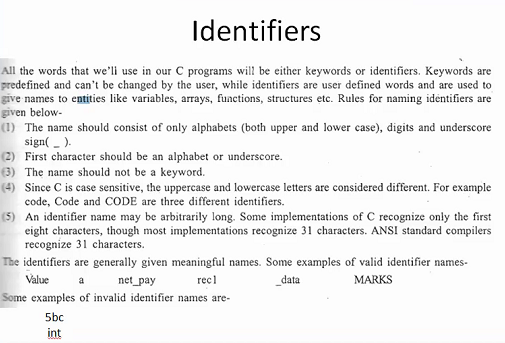 Identifiers
All the words that we'll use in our C programs will be either keywords or identifiers. Keywords are
predefined and can't be changed by the user, while identifiers are user defined words and are used to
give names to entities like variables, arrays, functions, structures etc. Rules for naming identifiers are
given below-
(1) The name should consist of only alphabets (both upper and lower case), digits and underscore
sign( _ ).
(2) First character should be an alphabet or underscore.
(3) The name should not be a keyword.
(4) Since C is case sensitive, the uppercase and lowercase letters are considered different. For example
code, Code and CODE are three different identifiers.
(5) An identifier name may be arbitrarily long. Some implementations of C recognize only the first
eight characters, though most implementations recognize 31 characters. ANSI standard compilers
recognize 31 characters.
The identifiers are generally given meaningful names. Some examples of valid identifier names-
Value a net_pay rec1 _data MARKS
Some examples of invalid identifier names are-
5bc
int